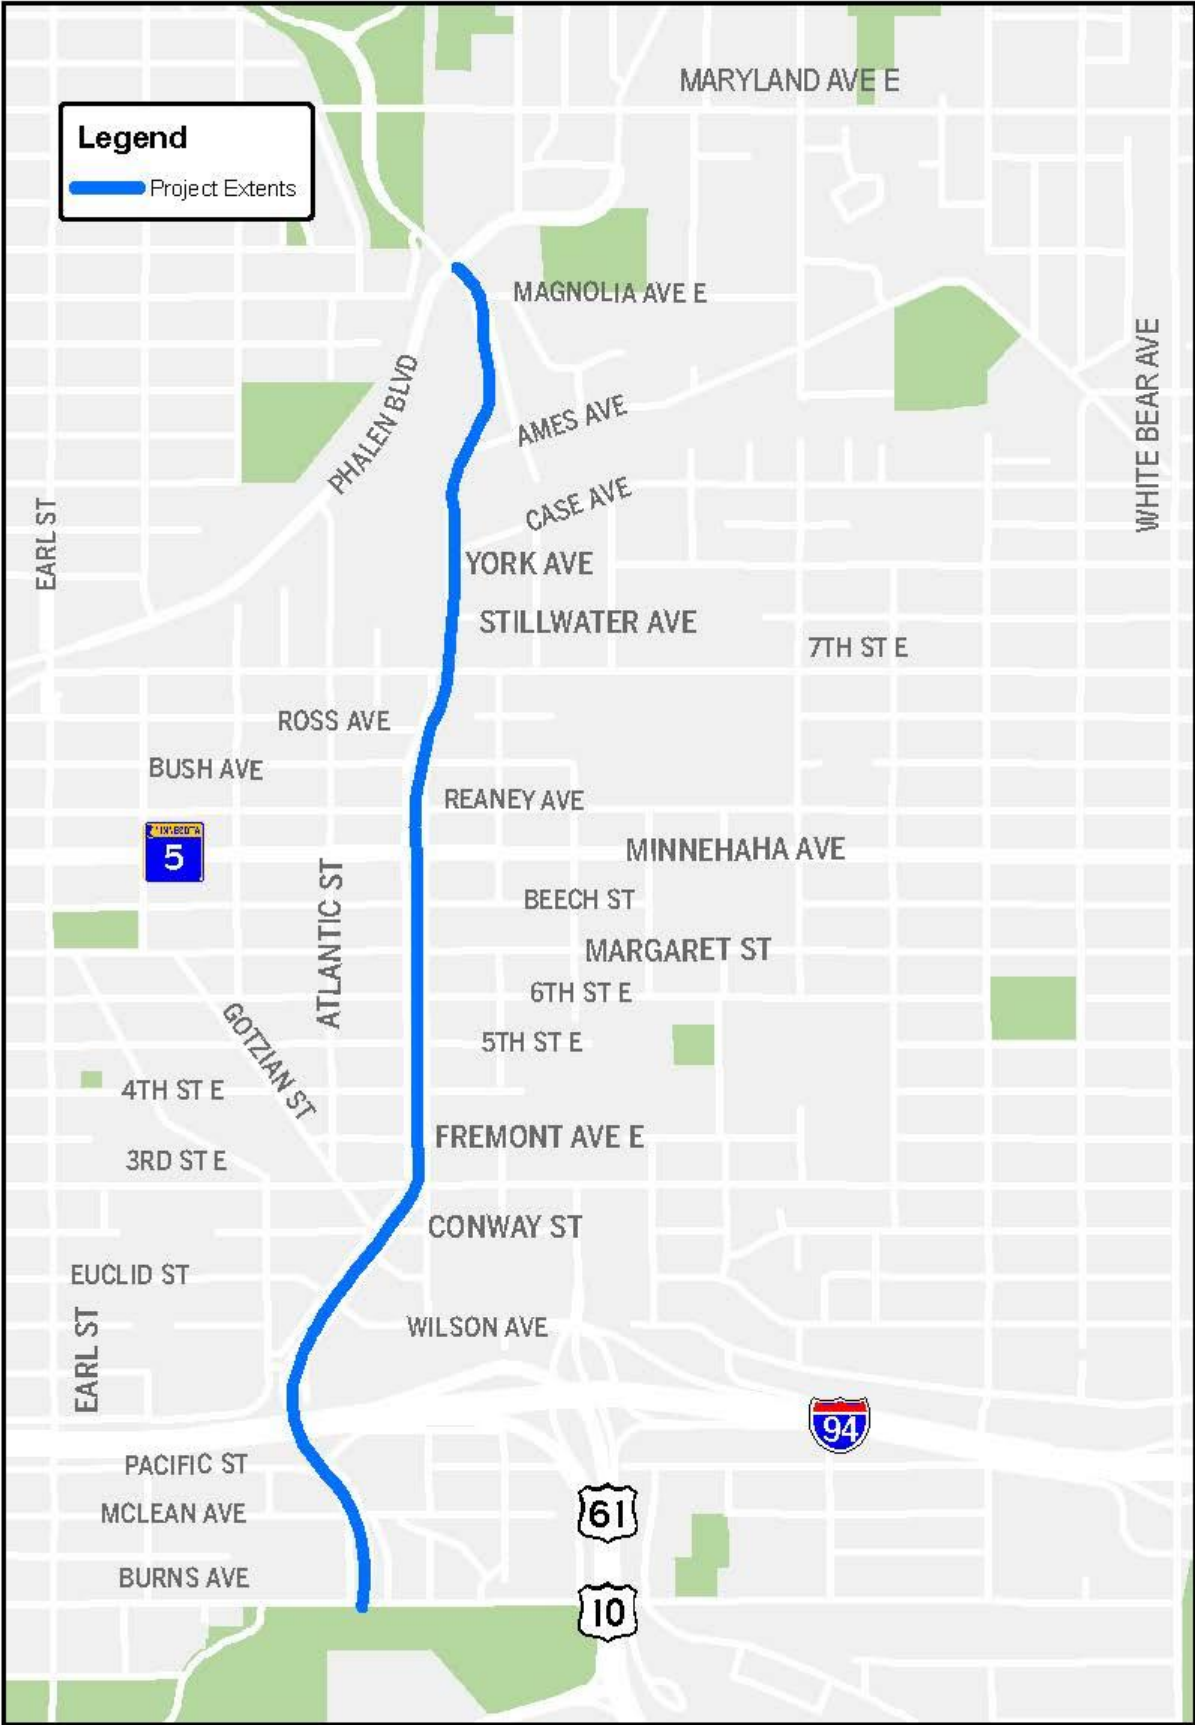 MARYLAND AVE E
Legend
Project Extents
MAGNOLIA AVE E
WHITE BEAR AVE
PHALEN BLVD
AMES AVE
CASE AVE
EARL ST
YORK AVE
STILLWATER AVE
7TH ST E
ROSS AVE
BUSH AVE
REANEY AVE
MINNESOTA
5
MINNEHAHA AVE
ATLANTIC ST
BEECH ST
MARGARET ST
6TH ST E
GOTZIAN ST
5TH ST E
4TH ST E
FREMONT AVE E
3RD ST E
CONWAY ST
EUCLID ST
EARL ST
WILSON AVE
94
PACIFIC ST
MCLEAN AVE
61
BURNS AVE
10